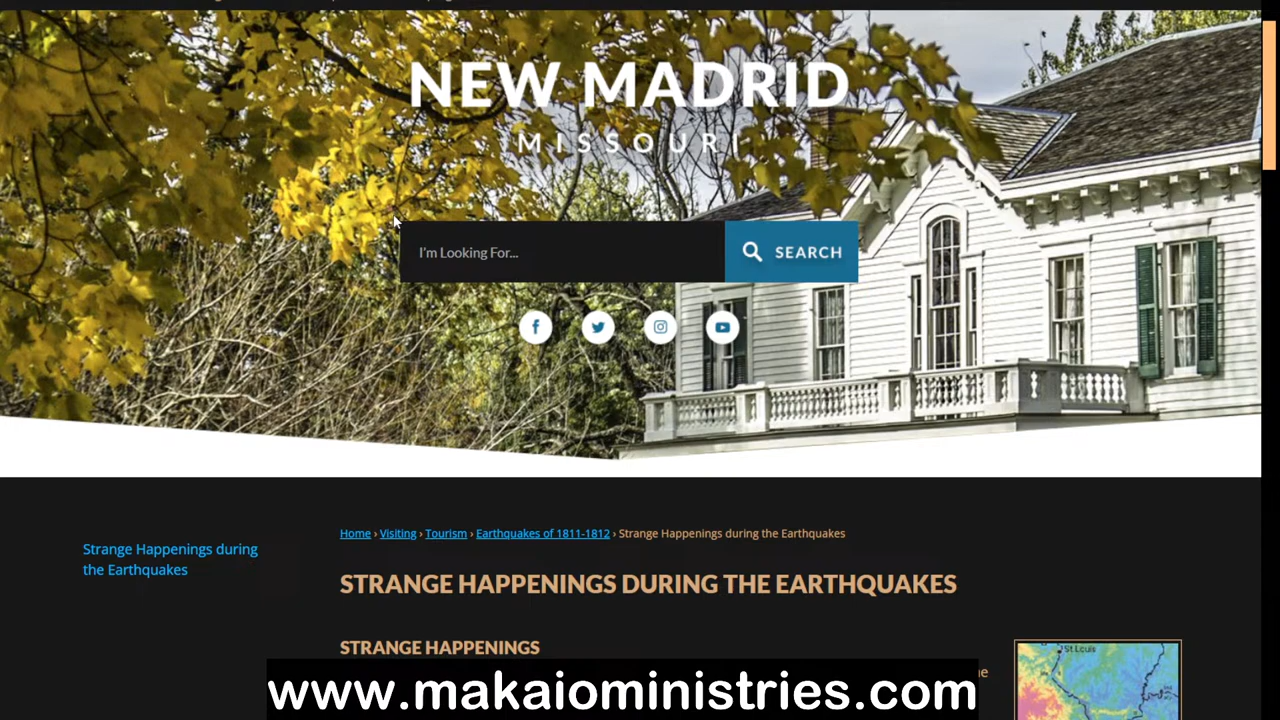 NEW MADRID
MISSOURI
I'm Looking For...
SEARCH
Home › Visiting › Tourism › Earthquakes of 1811-1812 › Strange Happenings during the Earthquakes
Strange Happenings during
the Earthquakes
STRANGE HAPPENINGS DURING THE EARTHQUAKES
STRANGE HAPPENINGS
St Louis
www.makaioministries.com